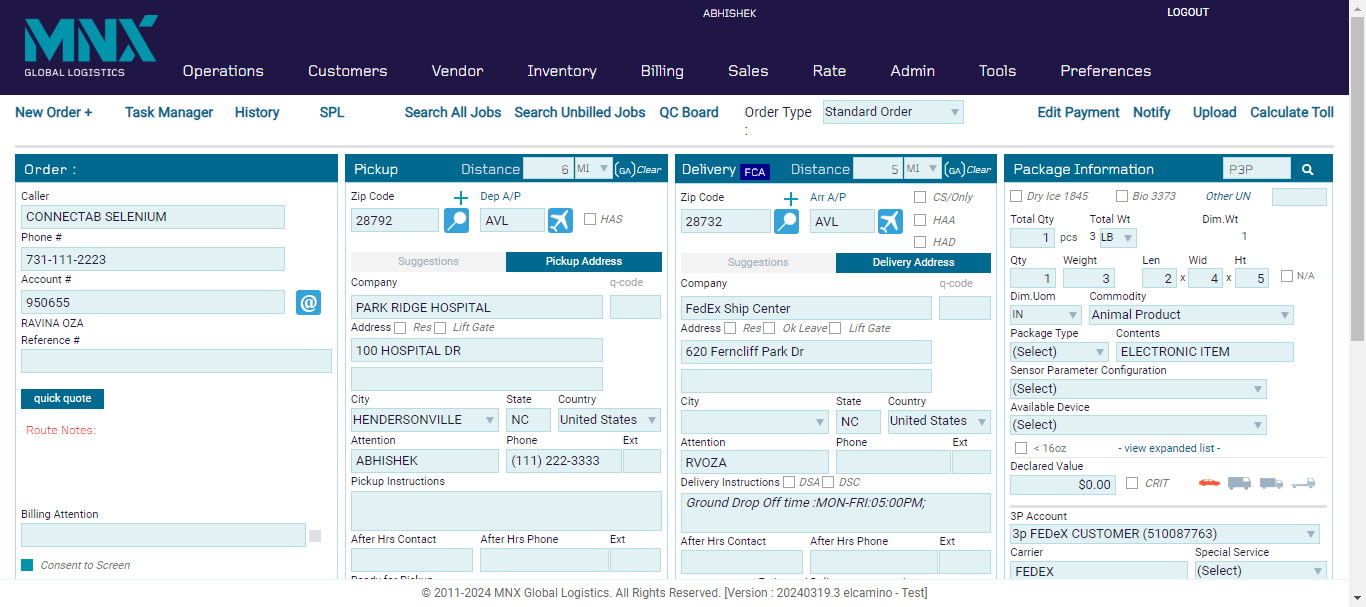 MNX
GLOBAL LOGISTICS
ABHISHEK
LOGOUT
Operations Customers Vendor Inventory Billing Sales Rate Admin Tools Preferences
New Order + Task Manager History SPL Search All Jobs Search Unbilled Jobs QC Board Order Type : Standard Order Edit Payment Notify Upload Calculate Toll
Order :
Caller
CONNECTAB SELENIUM
Phone #
731-111-2223
Account #
950655 @
RAVINA OZA
Reference #
quick quote
Route Notes:
Billing Attention
Consent to Screen
Pickup Distance 6 MI (GA) Clear
Zip Code + Dep A/P
28792 AVL HAS
Suggestions Pickup Address
Company q-code
PARK RIDGE HOSPITAL
Address Res Lift Gate
100 HOSPITAL DR
City State Country
HENDERSONVILLE NC United States
Attention Phone Ext
ABHISHEK (111) 222-3333
Pickup Instructions
After Hrs Contact After Hrs Phone Ext
Delivery FCA Distance 5 MI (GA) Clear
Zip Code + Arr A/P CS/Only
28732 AVL HAA
HAD
Suggestions Delivery Address
Company q-code
FedEx Ship Center
Address Res Ok Leave Lift Gate
620 Ferncliff Park Dr
City State Country
NC United States
Attention Phone Ext
RVOZA
Delivery Instructions DSA DSC
Ground Drop Off time :MON-FRI:05:00PM;
After Hrs Contact After Hrs Phone Ext
Package Information P3P
Dry Ice 1845 Bio 3373 Other UN
Total Qty Total Wt Dim.Wt
1 pcs 3 LB 1
Qty Weight Len Wid Ht
1 3 2 x 4 x 5 N/A
Dim.Uom Commodity
IN Animal Product
Package Type Contents
(Select) ELECTRONIC ITEM
Sensor Parameter Configuration
(Select)
Available Device
(Select)
< 16oz - view expanded list -
Declared Value
$0.00 CRIT
3P Account
3p FEDeX CUSTOMER (510087763)
Carrier Special Service
FEDEX (Select)
© 2011-2024 MNX Global Logistics. All Rights Reserved. [Version : 20240319.3 elcamino - Test]